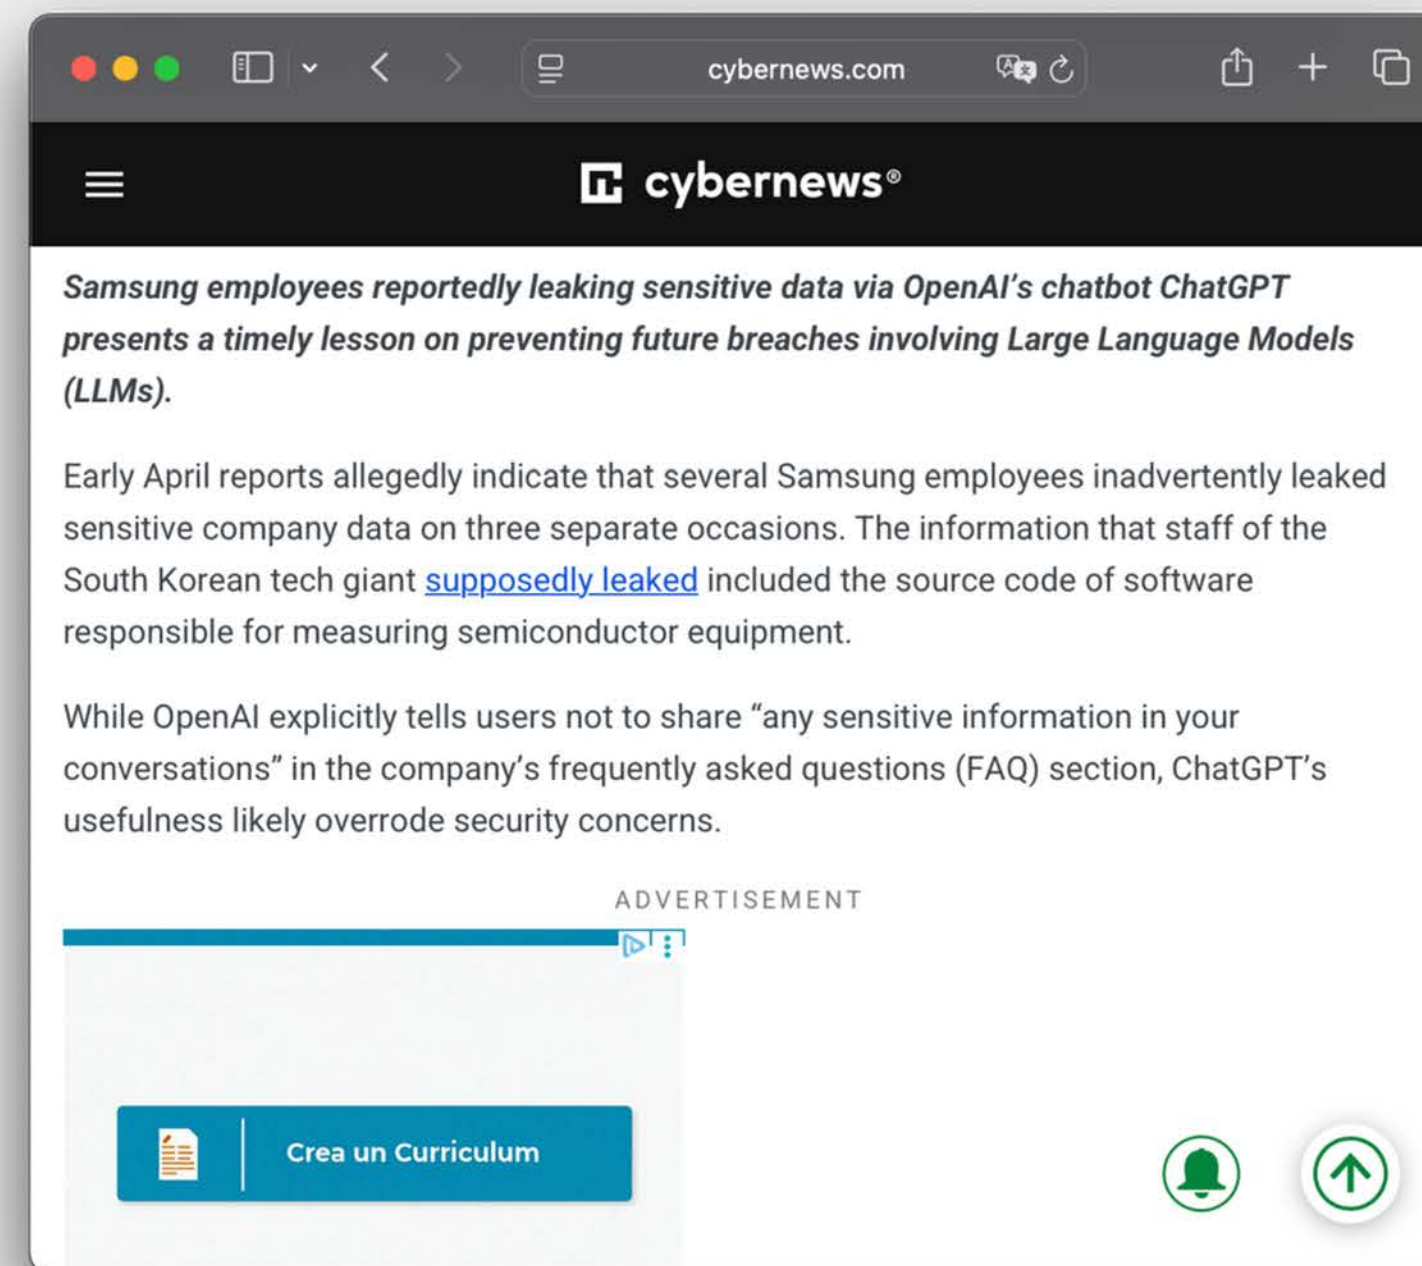 cybernews.com
cybernews®
Samsung employees reportedly leaking sensitive data via OpenAI’s chatbot ChatGPT
presents a timely lesson on preventing future breaches involving Large Language Models
(LLMs).
Early April reports allegedly indicate that several Samsung employees inadvertently leaked
sensitive company data on three separate occasions. The information that staff of the
South Korean tech giant supposedly leaked included the source code of software
responsible for measuring semiconductor equipment.
While OpenAI explicitly tells users not to share “any sensitive information in your
conversations” in the company’s frequently asked questions (FAQ) section, ChatGPT’s
usefulness likely overrode security concerns.
ADVERTISEMENT
Crea un Curriculum